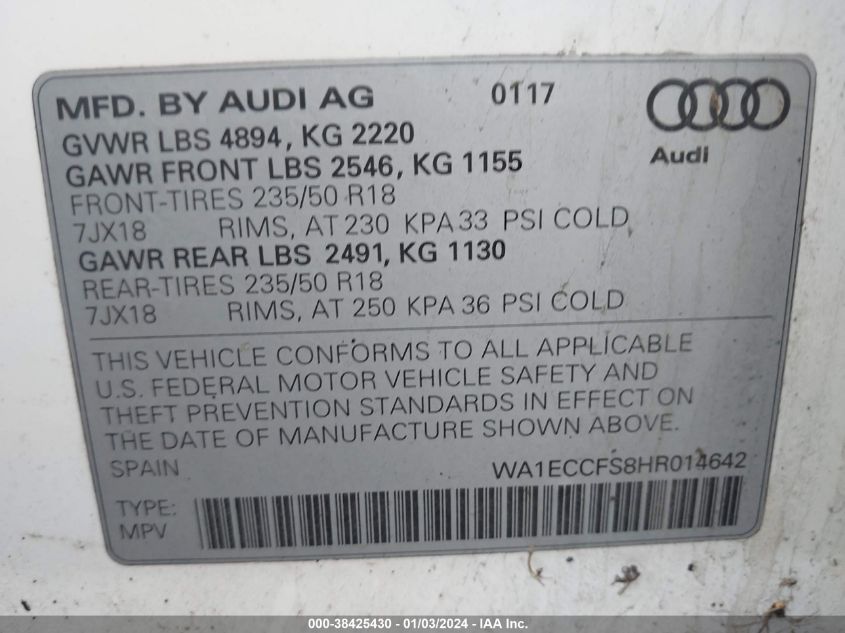 MFD. BY AUDI AG 0117
Audi
GVWR LBS 4894, KG 2220
GAWR FRONT LBS 2546, KG 1155
FRONT-TIRES 235/50 R18
7JX18 RIMS, AT 230 KPA 33 PSI COLD
GAWR REAR LBS 2491, KG 1130
REAR-TIRES 235/50 R18
7JX18 RIMS, AT 250 KPA 36 PSI COLD
THIS VEHICLE CONFORMS TO ALL APPLICABLE
U.S. FEDERAL MOTOR VEHICLE SAFETY AND
THEFT PREVENTION STANDARDS IN EFFECT ON
THE DATE OF MANUFACTURE SHOWN ABOVE.
SPAIN WA1ECCFS8HR014642
TYPE:
MPV
000-38425430 - 01/03/2024 - IAA Inc.